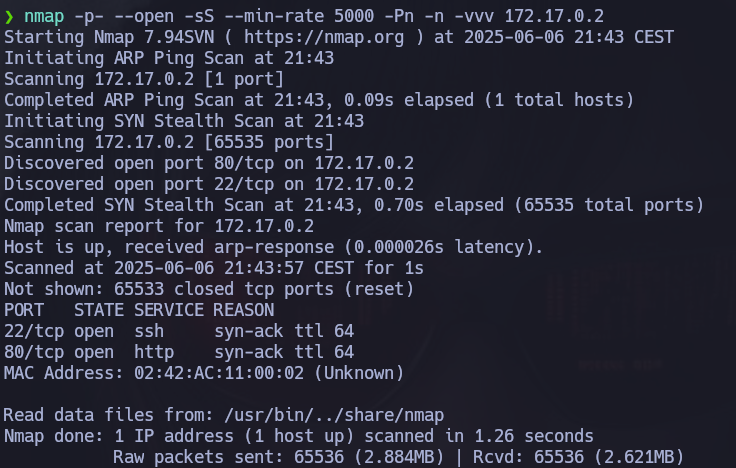 ❯ nmap -p- --open -sS --min-rate 5000 -Pn -n -vvv 172.17.0.2
Starting Nmap 7.94SVN ( https://nmap.org ) at 2025-06-06 21:43 CEST
Initiating ARP Ping Scan at 21:43
Scanning 172.17.0.2 [1 port]
Completed ARP Ping Scan at 21:43, 0.09s elapsed (1 total hosts)
Initiating SYN Stealth Scan at 21:43
Scanning 172.17.0.2 [65535 ports]
Discovered open port 80/tcp on 172.17.0.2
Discovered open port 22/tcp on 172.17.0.2
Completed SYN Stealth Scan at 21:43, 0.70s elapsed (65535 total ports)
Nmap scan report for 172.17.0.2
Host is up, received arp-response (0.000026s latency).
Scanned at 2025-06-06 21:43:57 CEST for 1s
Not shown: 65533 closed tcp ports (reset)
PORT   STATE SERVICE REASON
22/tcp open  ssh     syn-ack ttl 64
80/tcp open  http    syn-ack ttl 64
MAC Address: 02:42:AC:11:00:02 (Unknown)

Read data files from: /usr/bin/../share/nmap
Nmap done: 1 IP address (1 host up) scanned in 1.26 seconds
           Raw packets sent: 65536 (2.884MB) | Rcvd: 65536 (2.621MB)